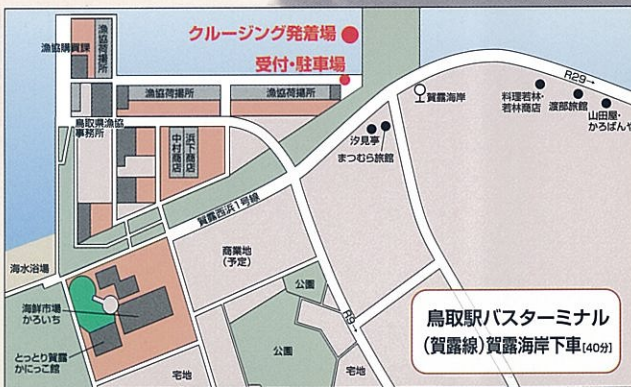 クルージング発着場
受付・駐車場
漁協購買課
漁協荷揚所
漁協荷揚所
漁協荷揚所
鳥取県漁協
事務所
中村商店
浜下商店
賀露海岸
汐見亭
まつむら旅館
R29→
料理若林・
若林商店
渡部旅館
山田屋・
かろばんや
賀露西浜1号線
商業地
(予定)
海水浴場
海鮮市場
かろいち
とっとり賀露
かにっこ館
公園
公園
宅地
宅地
R9→
鳥取駅バスターミナル
(賀露線)賀露海岸下車[40分]